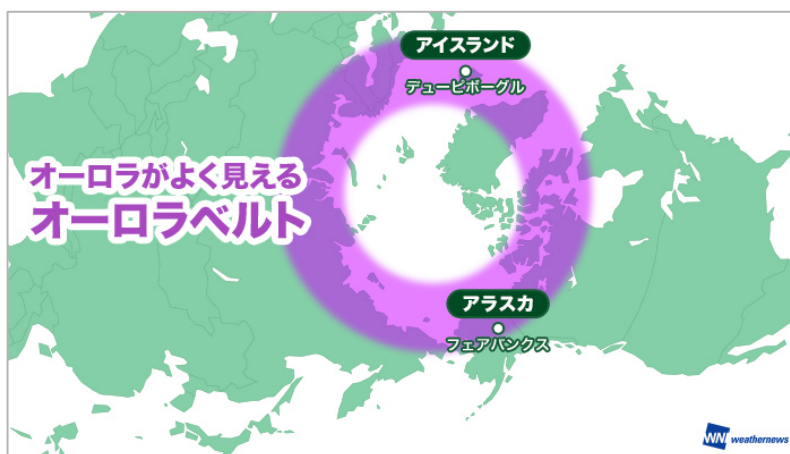 アイスランド
デューピボーグル
オーロラがよく見える
オーロラベルト
アラスカ
フェアバンクス
WNI weathernews